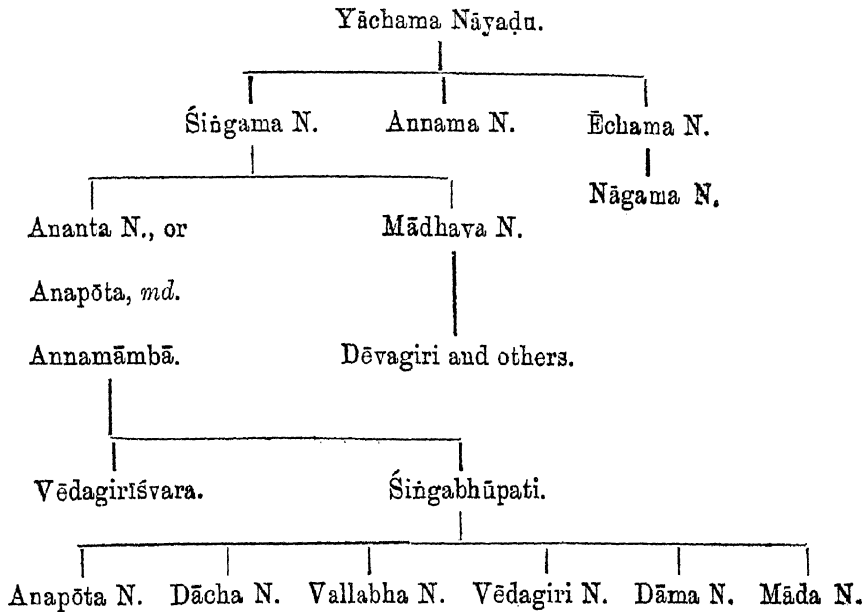 Yāchama Nāyaḍu.
Śiṅgama N. Annama N. Ēchama N.
Nāgama N.
Ananta N., or Mādhava N.
Anapōta, md.
Annamāmbā. Dēvagiri and others.
Vēdagirīśvara. Śiṅgabhūpati.
Anapōta N. Dācha N. Vallabha N. Vēdagiri N. Dāma N. Māda N.